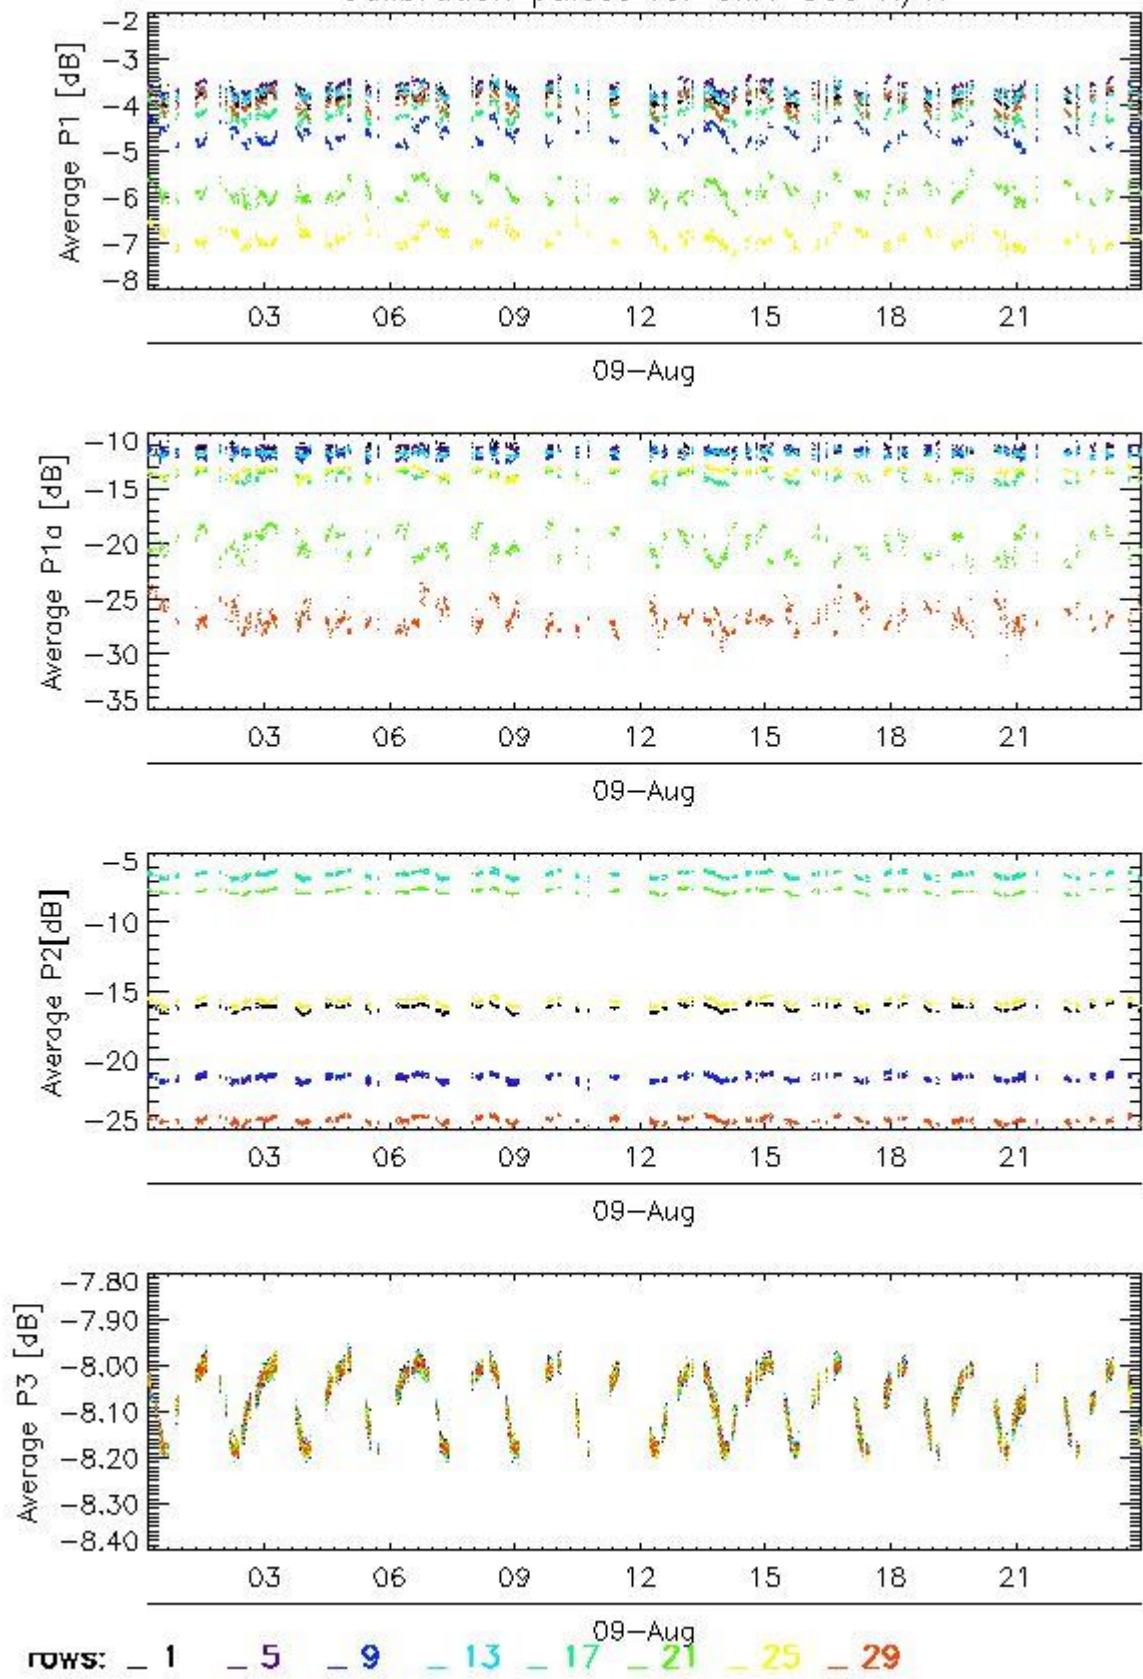 -2
-3
-4
-5
-6
-7
-8
Average P1 [dB]
03 06 09 12 15 18 21
09-Aug
-10
-15
-20
-25
-30
-35
Average P1a [dB]
03 06 09 12 15 18 21
09-Aug
-5
-10
-15
-20
-25
Average P2[dB]
03 06 09 12 15 18 21
09-Aug
-7.80
-7.90
-8.00
-8.10
-8.20
-8.30
-8.40
Average P3 [dB]
03 06 09 12 15 18 21
09-Aug
rows: _ 1 _ 5 _ 9 _ 13 _ 17 _ 21 _ 25 _ 29